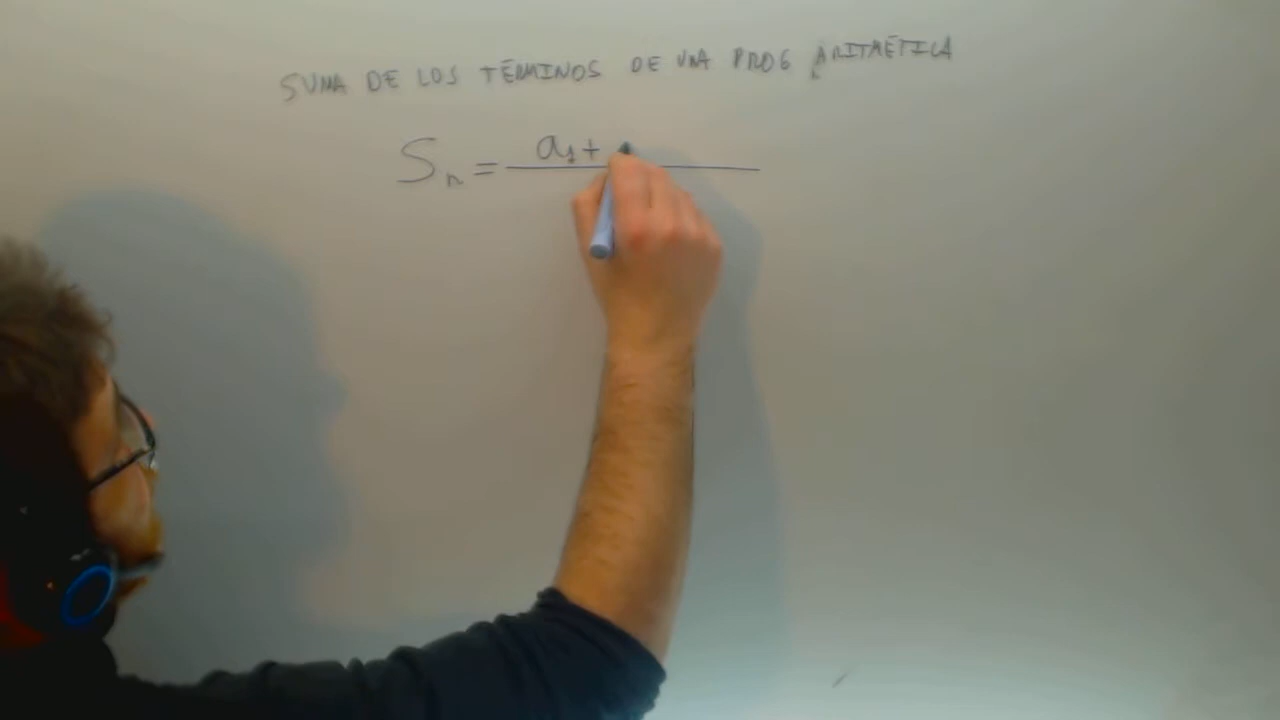 SUMA DE LOS TÉRMINOS DE UNA PROG ARITMÉTICA
Sn = a1+